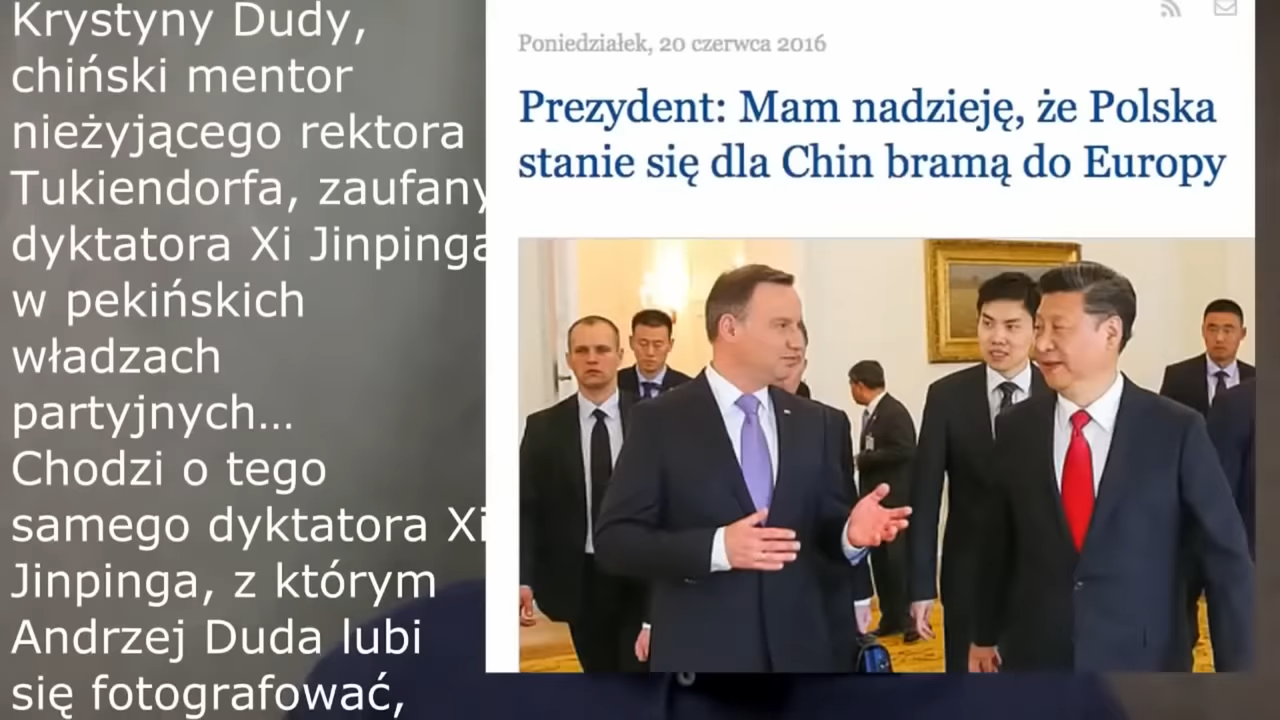 Krystyny Dudy,
chiński mentor
nieżyjącego rektora
Tukiendorfa, zaufany
dyktatora Xi Jinpinga
w pekińskich
władzach
partyjnych...
Chodzi o tego
samego dyktatora Xi
Jinpinga, z którym
Andrzej Duda lubi
się fotografować,
Poniedziałek, 20 czerwca 2016
Prezydent: Mam nadzieję, że Polska
stanie się dla Chin bramą do Europy